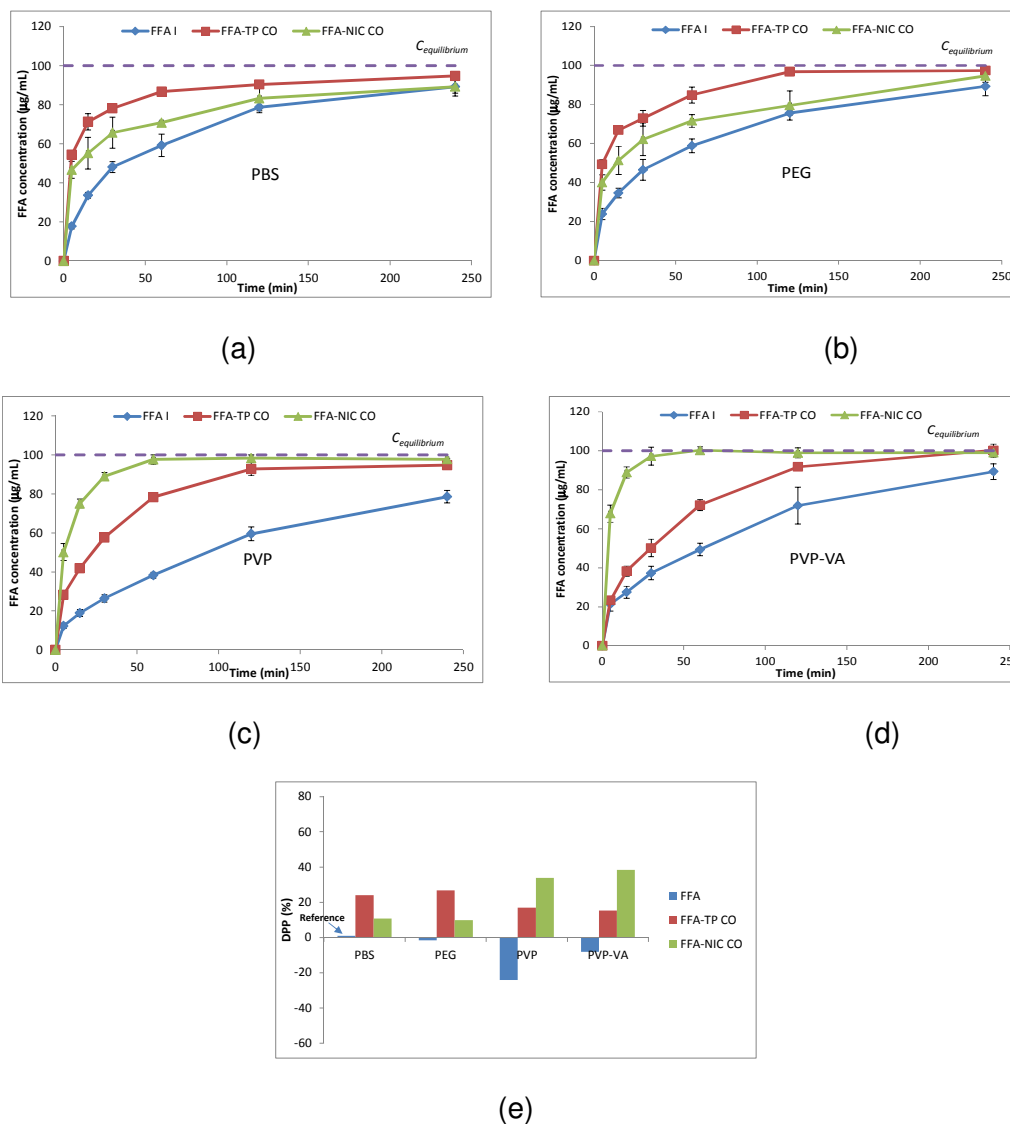 FFA I FFA-TP CO FFA-NIC CO
120
C equilibrium
100
80
60
40
20
0
FFA concentration (µg/mL)
PBS
0 50 100 150 200 250
Time (min)
(a)
FFA I FFA-TP CO FFA-NIC CO
120
C equilibrium
100
80
60
40
20
0
FFA concentration (µg/mL)
PEG
0 50 100 150 200 250
Time (min)
(b)
FFA I FFA-TP CO FFA-NIC CO
120
C equilibrium
100
80
60
40
20
0
FFA concentration (µg/mL)
PVP
0 50 100 150 200 250
Time (min)
(c)
FFA I FFA-TP CO FFA-NIC CO
120
C equilibrium
100
80
60
40
20
0
FFA concentration (µg/mL)
PVP-VA
0 50 100 150 200 250
Time (min)
(d)
80
60
40
20
0
-20
-40
-60
DPP (%)
Reference
PBS PEG PVP PVP-VA
FFA
FFA-TP CO
FFA-NIC CO
(e)